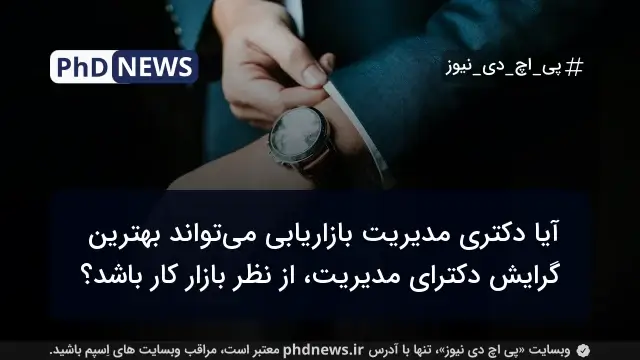 PhD NEWS
#پی_اچ_دی_نیوز
آیا دکتری مدیریت بازاریابی می‌تواند بهترین
گرایش دکترای مدیریت، از نظر بازار کار باشد؟
وبسایت «پی اچ دی نیوز»، تنها با آدرس phdnews.ir معتبر است، مراقب وبسایت های اِسپم باشید.